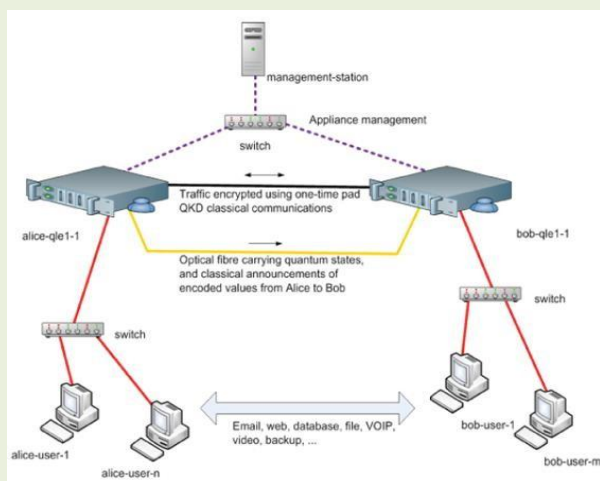 management-station
Appliance management
switch
Traffic encrypted using one-time pad
QKD classical communications
alice-qle1-1
bob-qle1-1
Optical fibre carrying quantum states,
and classical announcements of
encoded values from Alice to Bob
switch
switch
Email, web, database, file, VOIP,
video, backup, ...
alice-user-1
alice-user-n
bob-user-1
bob-user-m